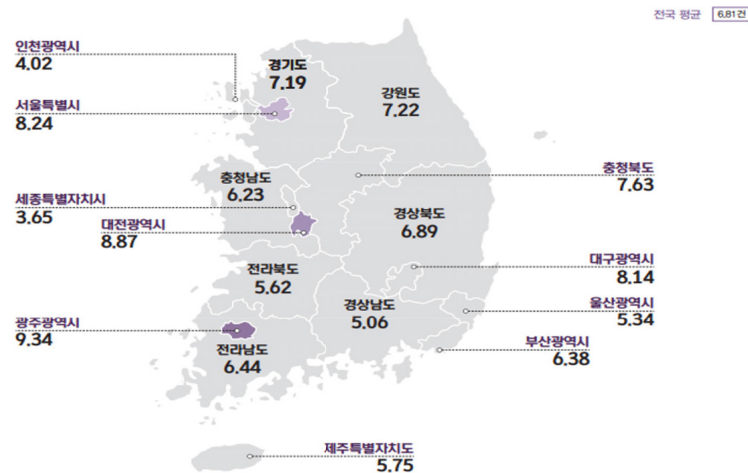 전국 평균 6.81건
인천광역시
4.02
경기도
7.19
강원도
7.22
서울특별시
8.24
충청남도
6.23
충청북도
7.63
세종특별자치시
3.65
대전광역시
8.87
경상북도
6.89
대구광역시
8.14
전라북도
5.62
경상남도
5.06
울산광역시
5.34
광주광역시
9.34
전라남도
6.44
부산광역시
6.38
제주특별자치도
5.75